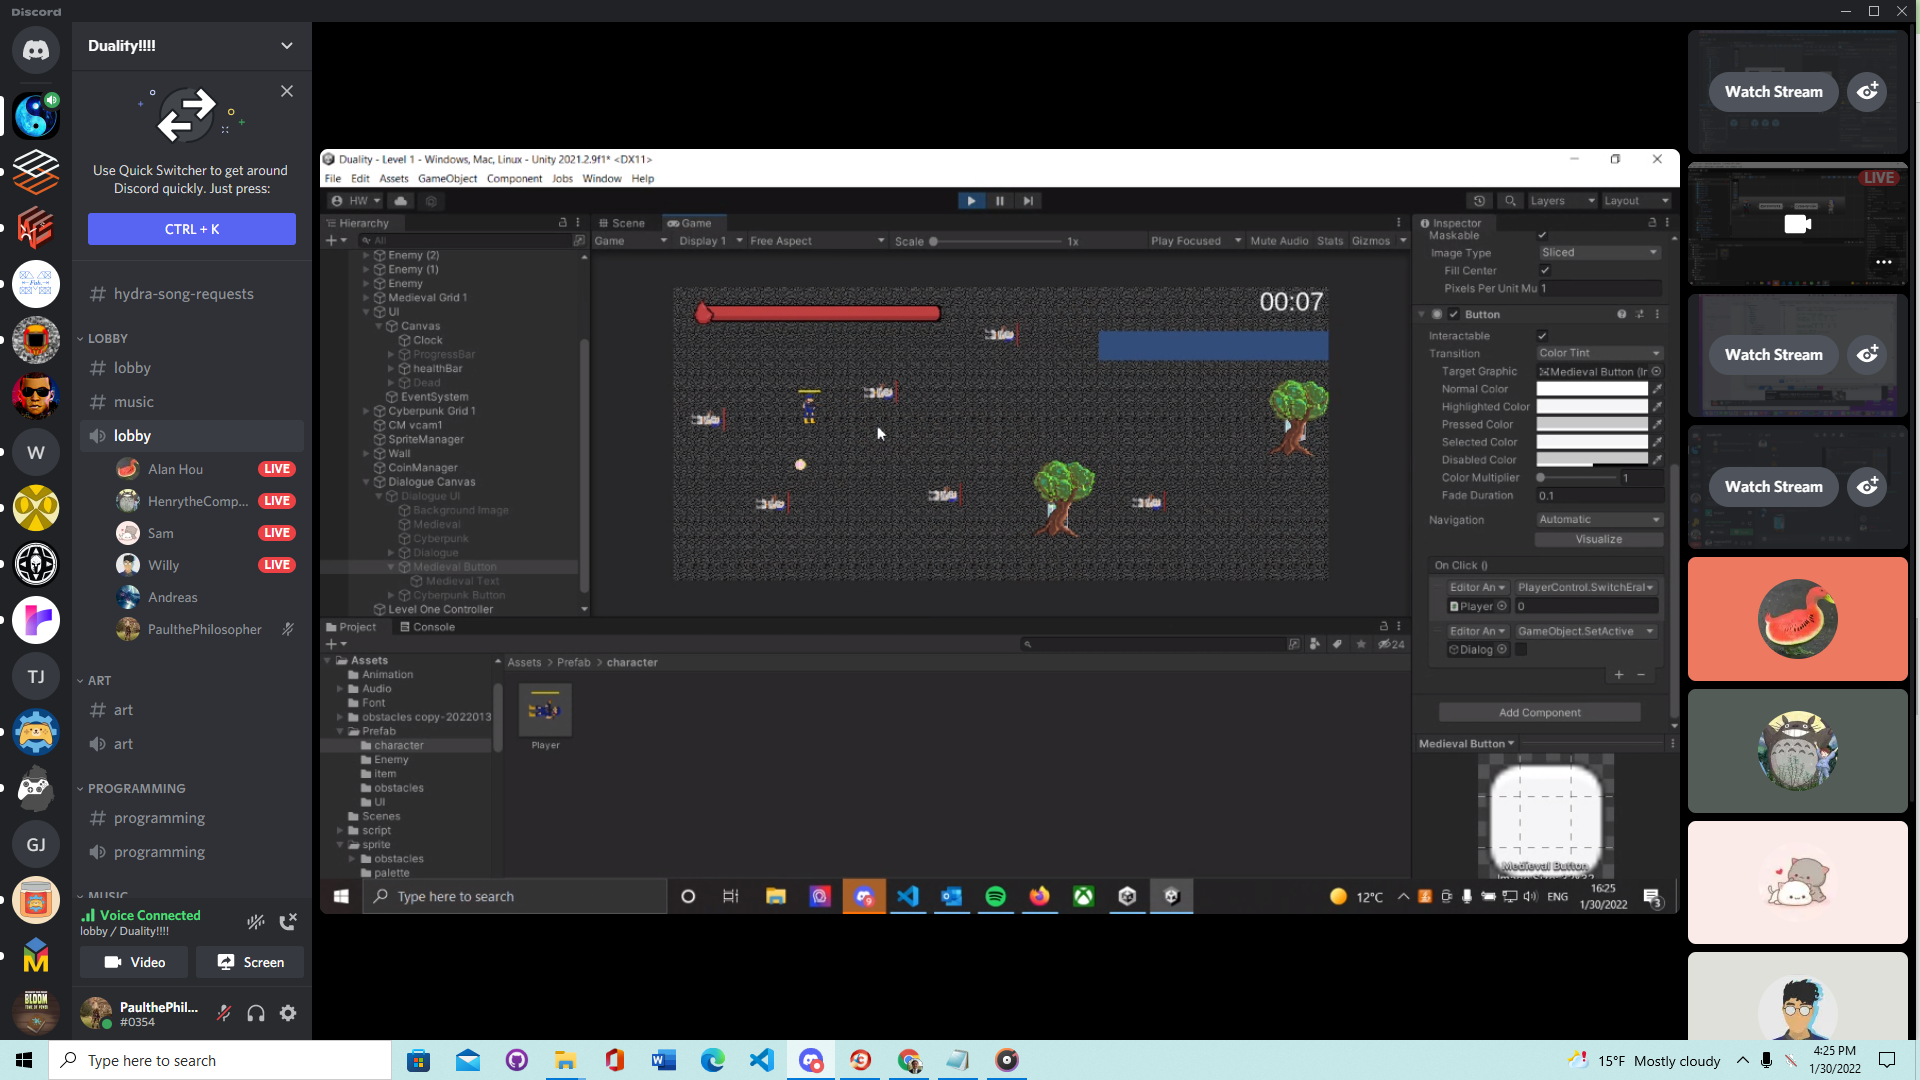 Discord
Duality!!!!
Use Quick Switcher to get around
Discord quickly. Just press:
CTRL + K
hydra-song-requests
LOBBY
lobby
music
lobby
Alan Hou LIVE
HenrytheComp... LIVE
Sam LIVE
Willy LIVE
Andreas
PaulthePhilosopher
ART
art
art
PROGRAMMING
programming
programming
MUSIC
Voice Connected
lobby / Duality!!!!
Video Screen
PaulthePhil...
#0354
W
TJ
GJ
BLOOM
Duality - Level 1 - Windows, Mac, Linux - Unity 2021.2.9f1* <DX11>
File Edit Assets GameObject Component Jobs Window Help
HW Layers Layout
Hierarchy
All
Enemy (2)
Enemy (1)
Enemy
Medieval Grid 1
UI
Canvas
Clock
ProgressBar
healthBar
Dead
EventSystem
Cyberpunk Grid 1
CM vcam1
SpriteManager
Wall
CoinManager
Dialogue Canvas
Dialogue UI
Background Image
Medieval
Cyberpunk
Dialogue
Medieval Button
Medieval Text
Cyberpunk Button
Level One Controller
Scene Game
Game Display 1 Free Aspect Scale 1x Play Focused Mute Audio Stats Gizmos
00:07
Inspector
Maskable
Image Type Sliced
Fill Center
Pixels Per Unit Mu 1
Button
Interactable
Transition Color Tint
Target Graphic Medieval Button (Ir
Normal Color
Highlighted Color
Pressed Color
Selected Color
Disabled Color
Color Multiplier 1
Fade Duration 0.1
Navigation Automatic
Visualize
On Click ()
Editor An PlayerControl.SwitchEraI
Player 0
Editor An GameObject.SetActive
Dialog
Add Component
Medieval Button
Medieval Button
Project Console
24
Assets
Animation
Audio
Font
obstacles copy-2022013
Prefab
character
Enemy
item
obstacles
UI
Scenes
script
sprite
obstacles
palette
Assets > Prefab > character
Player
Type here to search
9
12°C ENG
16:25
1/30/2022
3
Watch Stream
LIVE
Watch Stream
Watch Stream
Type here to search
15°F Mostly cloudy
4:25 PM
1/30/2022